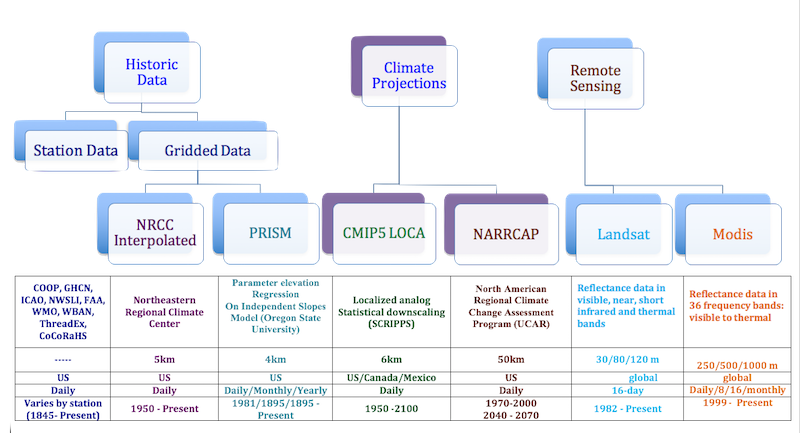 Historic
Data
Climate
Projections
Remote
Sensing
Station Data
Gridded Data
NRCC
Interpolated
PRISM
CMIP5 LOCA
NARRCAP
Landsat
Modis
COOP, GHCN,
ICAO, NWSLI, FAA,
WMO, WBAN,
ThreadEx,
CoCoRaHS
Northeastern
Regional Climate
Center
Parameter elevation
Regression
On Independent Slopes
Model (Oregon State
University)
Localized analog
Statistical downscaling
(SCRIPPS)
North American
Regional Climate
Change Assessment
Program (UCAR)
Reflectance data in
visible, near, short
infrared and thermal
bands
Reflectance data in
36 frequency bands:
visible to thermal
-----
5km
4km
6km
50km
30/80/120 m
250/500/1000 m
US
US
US
US/Canada/Mexico
US
global
global
Daily
Daily
Daily/Monthly/Yearly
Daily
Daily
16-day
Daily/8/16/monthly
Varies by station
(1845- Present)
1950 - Present
1981/1895/1895 -
Present
1950 -2100
1970-2000
2040 - 2070
1982 - Present
1999 - Present